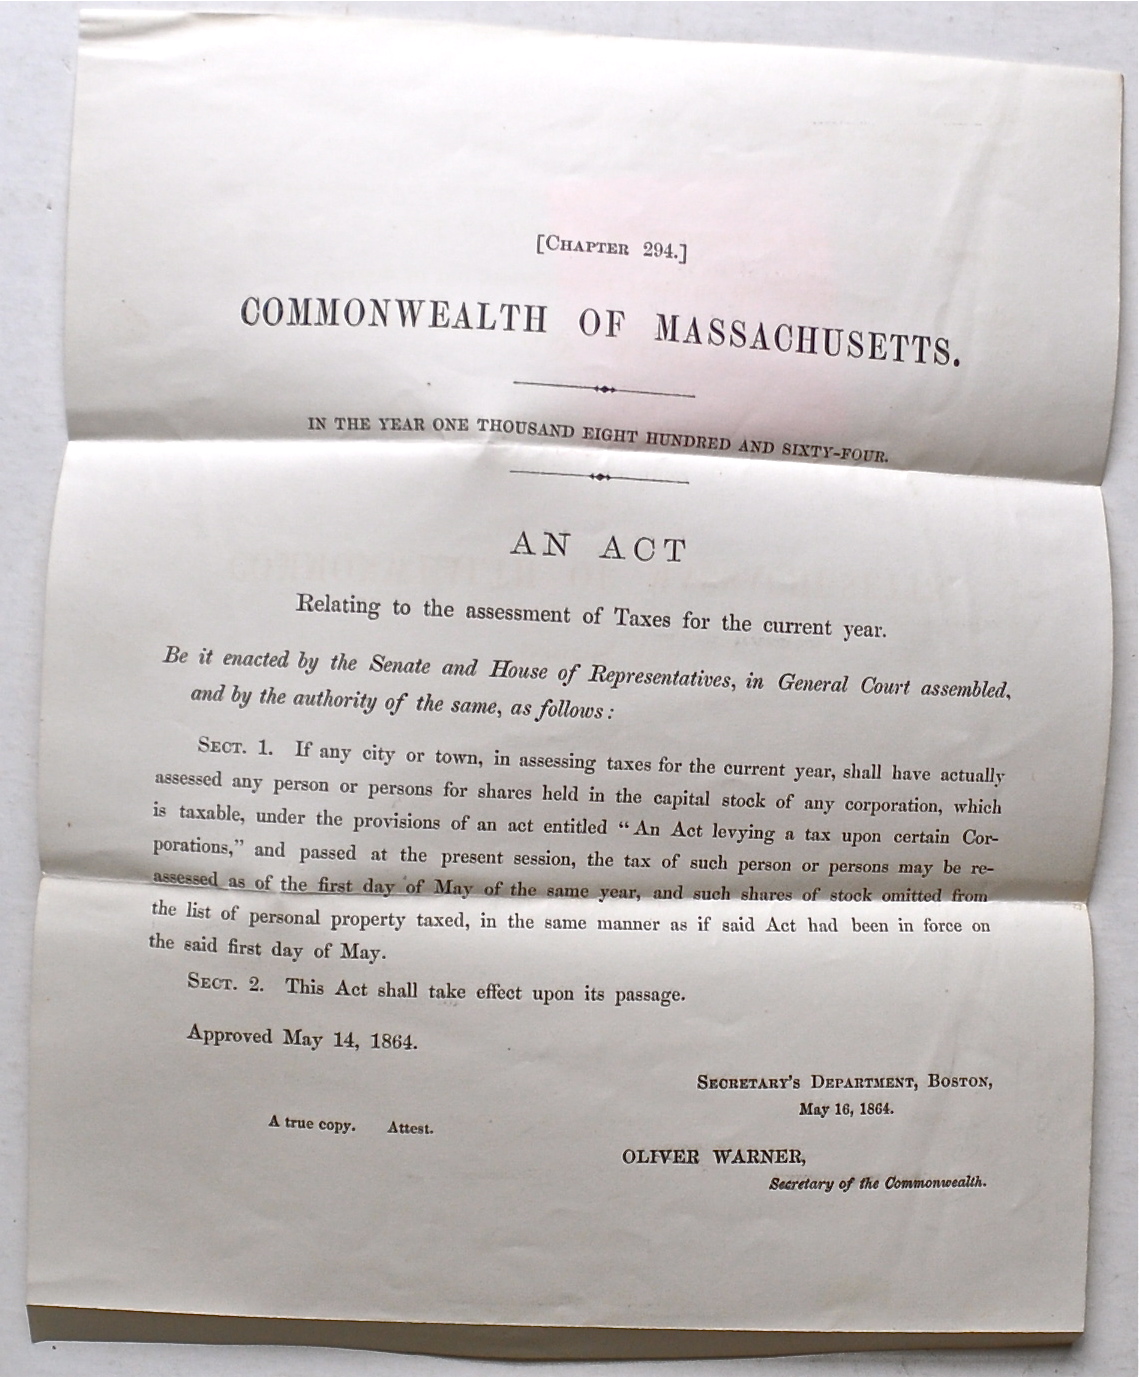 [CHAPTER 294.]
COMMONWEALTH OF MASSACHUSETTS.
IN THE YEAR ONE THOUSAND EIGHT HUNDRED AND SIXTY-FOUR.
AN ACT
Relating to the assessment of Taxes for the current year.
Be it enacted by the Senate and House of Representatives, in General Court assembled,
and by the authority of the same, as follows:
SECT. 1. If any city or town, in assessing taxes for the current year, shall have actually
assessed any person or persons for shares held in the capital stock of any corporation, which
is taxable, under the provisions of an act entitled “An Act levying a tax upon certain Cor-
porations,” and passed at the present session, the tax of such person or persons may be re-
assessed as of the first day of May of the same year, and such shares of stock omitted from
the list of personal property taxed, in the same manner as if said Act had been in force on
the said first day of May.
SECT. 2. This Act shall take effect upon its passage.
Approved May 14, 1864.
SECRETARY'S DEPARTMENT, BOSTON,
May 16, 1864.
A true copy. Attest.
OLIVER WARNER,
Secretary of the Commonwealth.